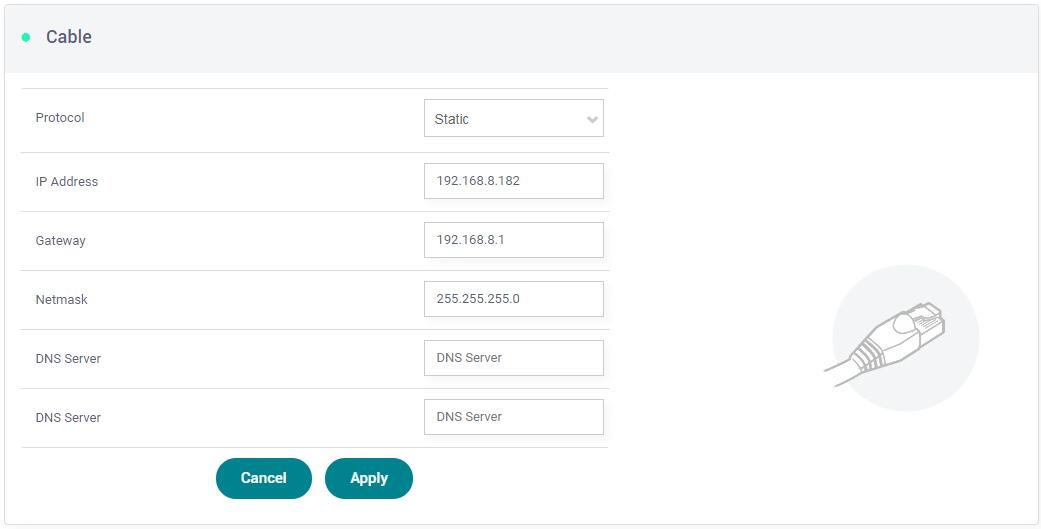 Cable
Protocol Static
IP Address 192.168.8.182
Gateway 192.168.8.1
Netmask 255.255.255.0
DNS Server DNS Server
DNS Server DNS Server
Cancel Apply